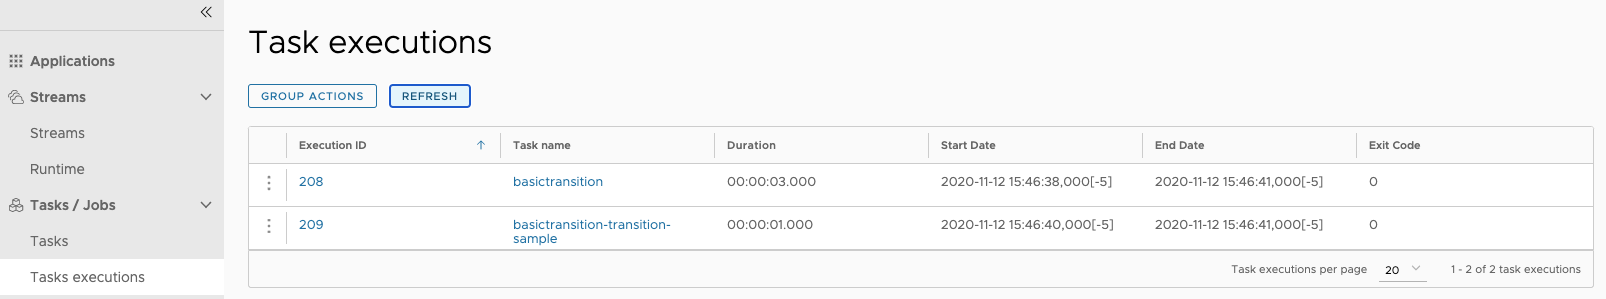 Applications
Streams
Streams
Runtime
Tasks / Jobs
Tasks
Tasks executions
Task executions
GROUP ACTIONS REFRESH
Execution ID Task name Duration Start Date End Date Exit Code
208 basictransition 00:00:03.000 2020-11-12 15:46:38,000[-5] 2020-11-12 15:46:41,000[-5] 0
209 basictransition-transition- 00:00:01.000 2020-11-12 15:46:40,000[-5] 2020-11-12 15:46:41,000[-5] 0
sample
Task executions per page 20 1 - 2 of 2 task executions